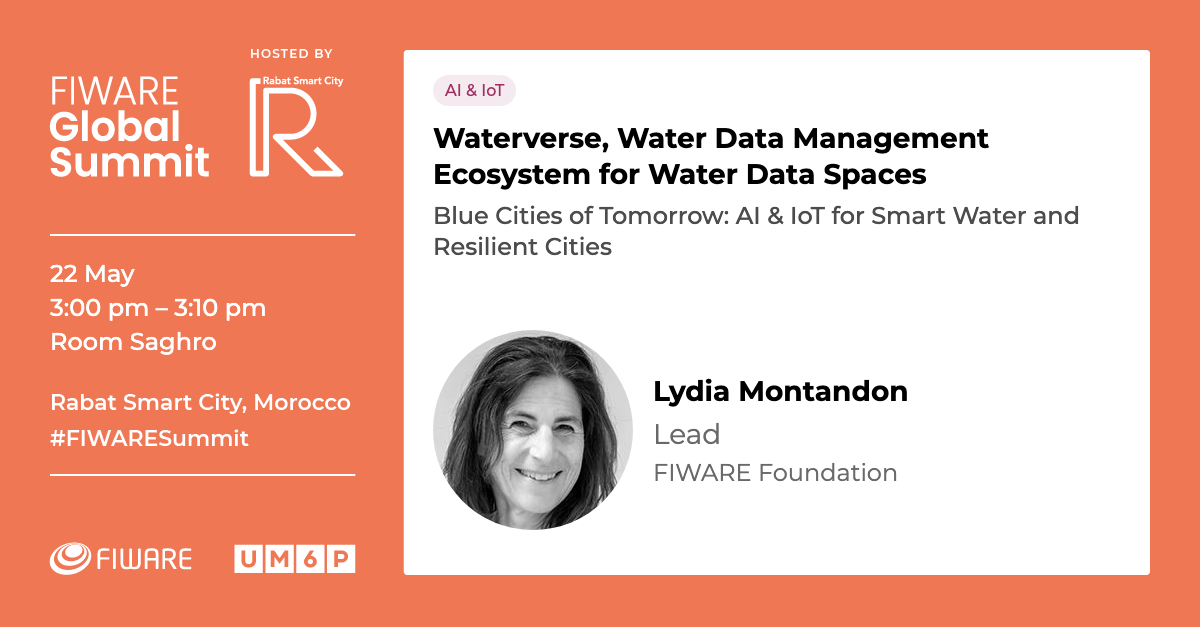 FIWARE
Global
Summit
HOSTED BY
Rabat Smart City
R
22 May
3:00 pm – 3:10 pm
Room Saghro
Rabat Smart City, Morocco
#FIWARESummit
FIWARE
UM6P
AI & IoT
Waterverse, Water Data Management
Ecosystem for Water Data Spaces
Blue Cities of Tomorrow: AI & IoT for Smart Water and
Resilient Cities
Lydia Montandon
Lead
FIWARE Foundation